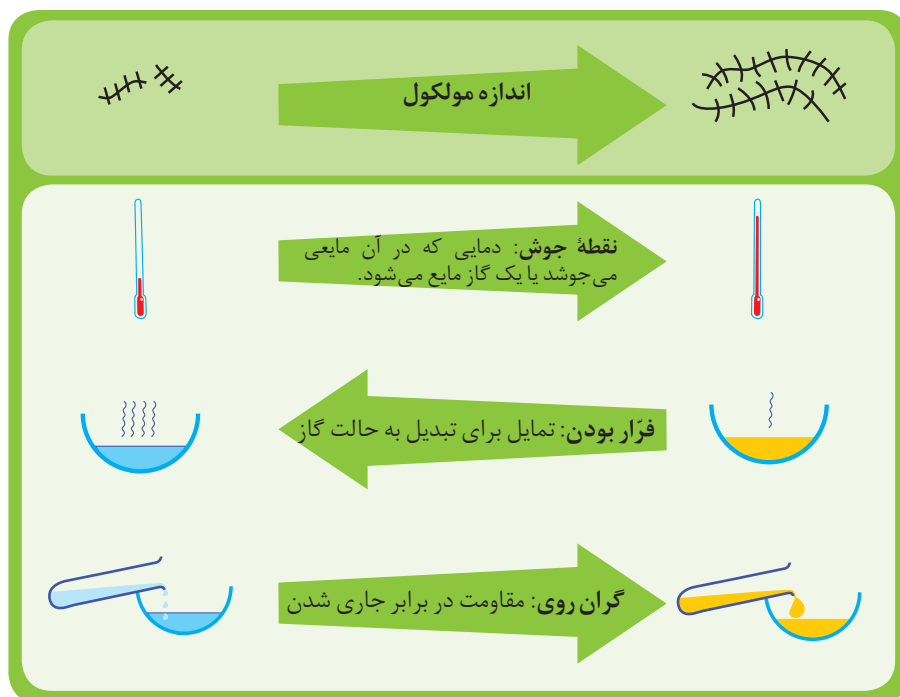 اندازه مولکول
نقطهٔ جوش: دمایی که در آن مایعی
می‌جوشد یا یک گاز مایع می‌شود.
فرّار بودن: تمایل برای تبدیل به حالت گاز
گران روی: مقاومت در برابر جاری شدن